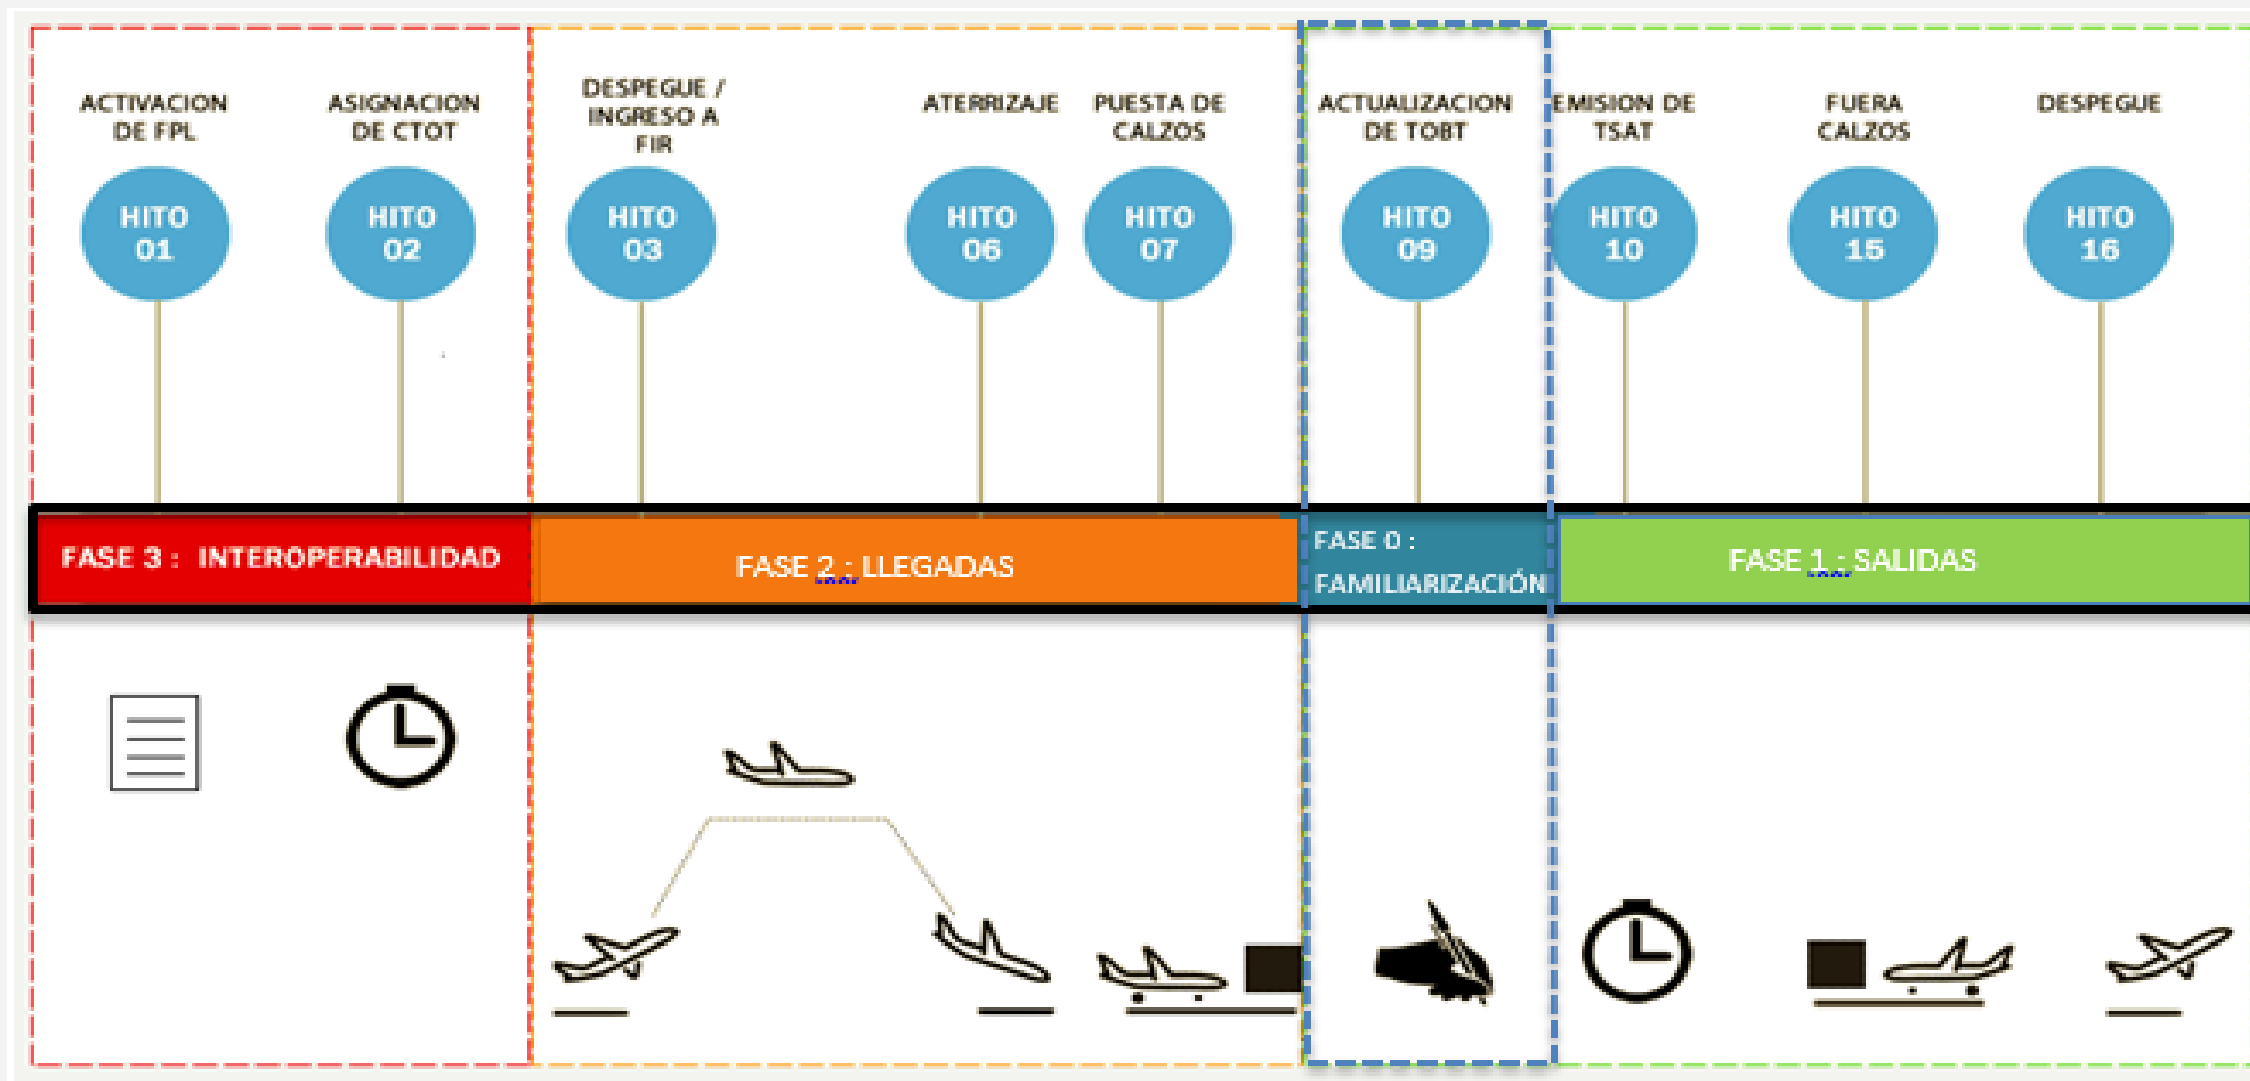 ACTIVACION
DE FPL
ASIGNACION
DE CTOT
DESPEGUE /
INGRESO A
FIR
ATERRIZAJE
PUESTA DE
CALZOS
ACTUALIZACION
DE TOBT
EMISION DE
TSAT
FUERA
CALZOS
DESPEGUE
HITO
01
HITO
02
HITO
03
HITO
06
HITO
07
HITO
09
HITO
10
HITO
15
HITO
16
FASE 3 : INTEROPERABILIDAD
FASE 2 : LLEGADAS
FASE 0 :
FAMILIARIZACIÓN
FASE 1 : SALIDAS